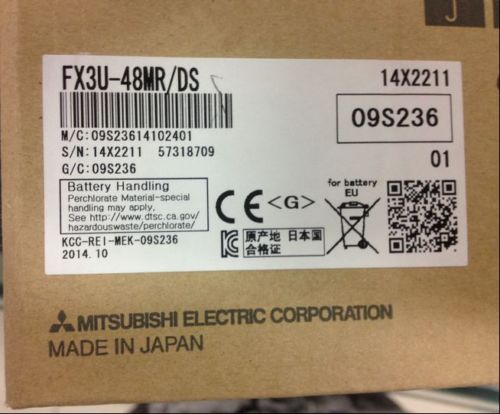 J
FX3U-48MR/DS
14X2211
09S236
M/C:09S23614102401
S/N:14X2211 57318709
G/C:09S236
01
Battery Handling
Perchlorate Material-special
handling may apply.
See http://www.dtsc.ca.gov/
hazardouswaste/perchlorate/
CE <G>
for battery
EU
原产地 日本国
合格证
KCC-REI-MEK-09S236
2014.10
MITSUBISHI ELECTRIC CORPORATION
MADE IN JAPAN